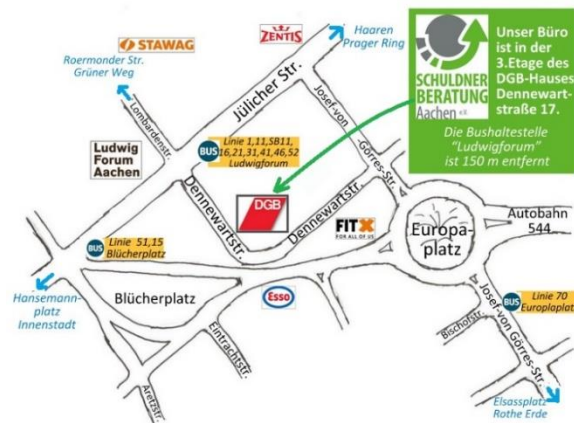 STAWAG
Roermonder Str.
Grüner Weg
ZENTIS
Haaren
Prager Ring
Jülicher Str.
Lombardenstr.
Josef-von
-Görres-Str.
SCHULDNER
BERATUNG
Aachen e.V.
Unser Büro
ist in der
3.Etage des
DGB-Hauses
Dennewart-
straße 17.
Die Bushaltestelle
"Ludwigforum"
ist 150 m entfernt
Ludwig
Forum
Aachen
BUS
Linie 1,11,SB11,
16,21,31,41,46,52
Ludwigforum
DGB
Dennewartstr.
Dennewartstr.
FITX
FOR ALL OF US
Europa-
platz
Autobahn
544
BUS
Linie 51,15
Blücherplatz
Hansemann-
platz
Innenstadt
Blücherplatz
Esso
BUS
Linie 70
Europlaplat
Josef-von Görres-Str.
Bischofstr.
Eintrachtstr.
Aretzstr.
Elsassplatz
Rothe Erde